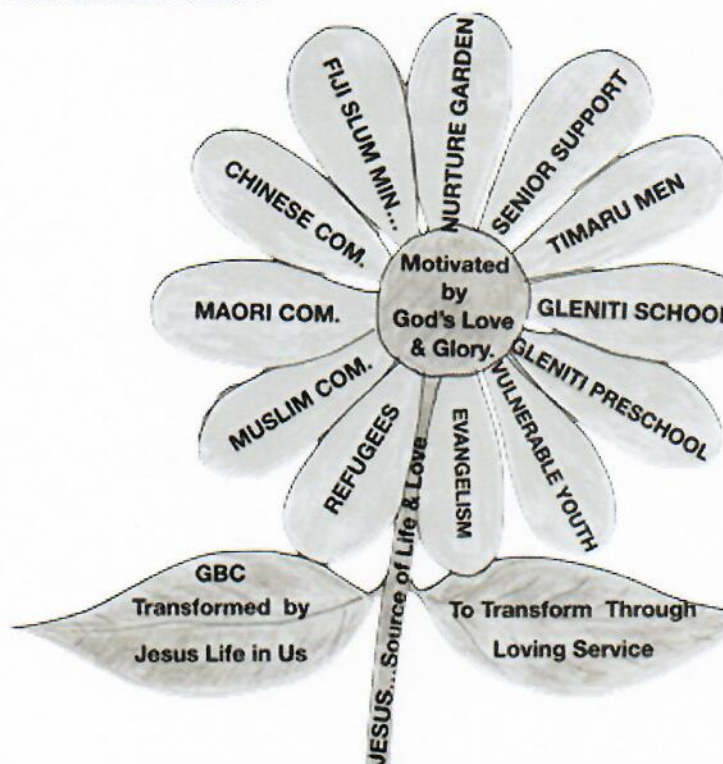 NURTURE GARDEN
SENIOR SUPPORT
TIMARU MEN
GLENITI SCHOOL
GLENITI PRESCHOOL
VULNERABLE YOUTH
EVANGELISM
REFUGEES
MUSLIM COM.
MAORI COM.
CHINESE COM.
FIJI SLUM MIN...
Motivated
by
God's Love
& Glory.
JESUS...Source of Life & Love
GBC
Transformed by
Jesus Life in Us
To Transform Through
Loving Service